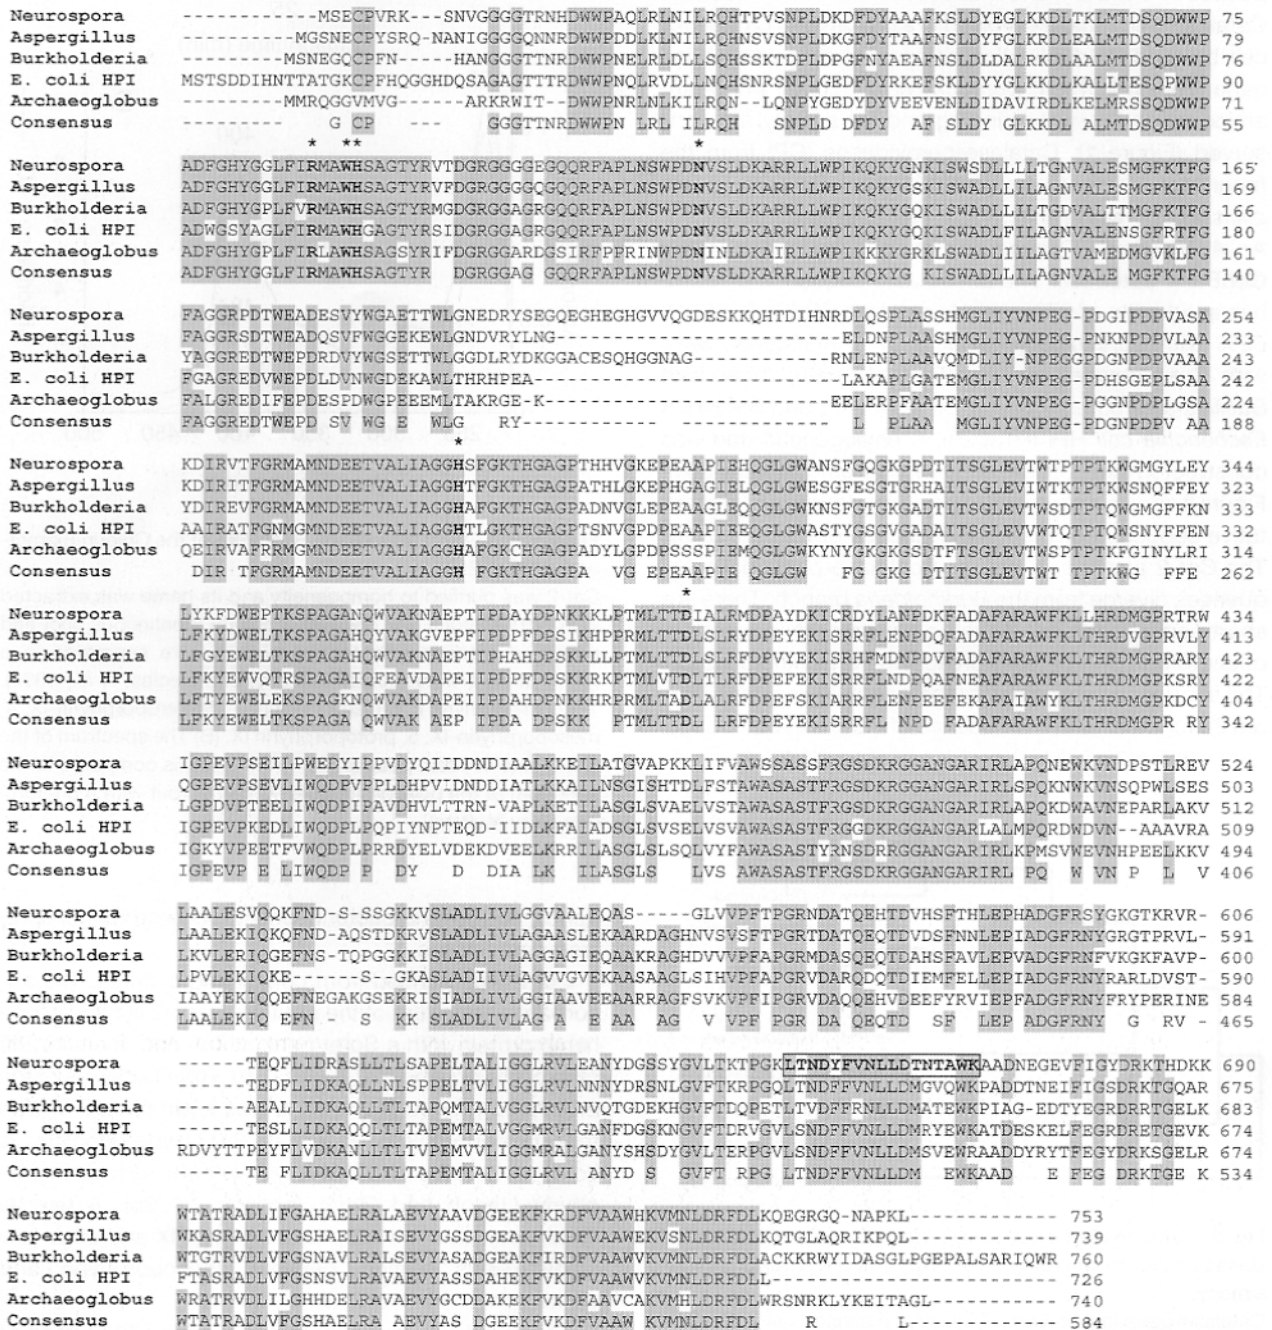 Neurospora -----------MSECPVRK---SNVGGGGTRNHDWWPAQLRLNILRQHTPVSNPLDKDFDYAAAFKSLDYEGLKKDLTKLMTDSQDWWP 75
Aspergillus ----------MGSNECPYSRQ-NANIGGGGQNNRDWWPDDLKLNILRQHNSVSNPLDKGFDYTAAFNSLDYFGLKRDLEALMTDSQDWWP 79
Burkholderia ----------MSNEGQCPFN---HANGGGTTNRDWWPNELRLDLLSQHSSKTDPLDPGFNYAEAFNSLDLDALRKDLAALMTDSQDWWP 76
E. coli HPI MSTSDDIHNTTATGKCPFHQGGHDQSAGAGTTTRDWWPNQLRVDLLNQHSNRSNPLGEDFDYRKEFSKLDYYGLKKDLKALLTESQPWWP 90
Archaeoglobus ---------MMRQGGVMVG------ARKRWIT--DWWPNRLNLKILRQN--LQNPYGEDYDYVEEVENLDIDAVIRDLKELMRSSQDWWP 71
Consensus ------- G CP --- GGGTTNRDWWPN LRL ILRQH SNPLD DFDY AF SLDY GLKKDL ALMTDSQDWWP 55
* ** *
Neurospora ADFGHYGGLFIRMAWHSAGTYRVTDGRGGGGEGQQRFAPLNSWPDNVSLDKARRLLWPIKQKYGNKISWSDLLLLTGNVALESMGFKTFG 165
Aspergillus ADFGHYGGLFIRMAWHSAGTYRVFDGRGGGGQGQQRFAPLNSWPDNVSLDKARRLLWPIKQKYGSKISWADLLILAGNVALESMGFKTFG 169
Burkholderia ADFGHYGPLFVRMAWHSAGTYRMGDGRGGAGRGQQRFAPLNSWPDNVSLDKARRLLWPIKQKYGQKISWADLLILTGDVALTTMGFKTFG 166
E. coli HPI ADWGSYAGLFIRMAWHGAGTYRSIDGRGGAGRGQQRFAPLNSWPDNVSLDKARRLLWPIKQKYGQKISWADLFILAGNVALENSGFRTFG 180
Archaeoglobus ADFGHYGPLFIRLAWHSAGSYRIFDGRGGARDGSIRFPPRINWPDNINLDKAIRLLWPIKKKYGRKLSWADLIILAGTVAMEDMGVKLFG 161
Consensus ADFGHYGGLFIRMAWHSAGTYR DGRGGAG GQQRFAPLNSWPDNVSLDKARRLLWPIKQKYG KISWADLLILAGNVALE MGFKTFG 140
Neurospora FAGGRPDTWEADESVYWGAETTWLGNEDRYSEGQEGHEGHGVVQGDESKKQHTDIHNRDLQSPLASSHMGLIYVNPEG-PDGIPDPVASA 254
Aspergillus FAGGRSDTWEADQSVFWGGEKEWLGNDVRYLNG-------------------------ELDNPLAASHMGLIYVNPEG-PNKNPDPVLAA 233
Burkholderia YAGGREDTWEPDRDVYWGSETTWLGGDLRYDKGGACESQHGGNAG-------------RNLENPLAAVQMDLIY-NPEGGPDGNPDPVAAA 243
E. coli HPI FGAGREDVWEPDLDVNWGDEKAWLTHRHPEA---------------------------LAKAPLGATEMGLIYVNPEG-PDHSGEPLSAA 242
Archaeoglobus FALGREDIFEPDESPDWGPEEEMLTAKRGE-K-------------------------EELERPFAATEMGLIYVNPEG-PGGNPDPLGSA 224
Consensus FAGGREDTWEPD SV WG E WLG RY -------------- ------------- L PLAA MGLIYVNPEG-PDGNPDPV AA 188
*
Neurospora KDIRVTFGRMAMNDEETVALIAGGHSFGKTHGAGPTHHVGKEPEAAPIEHQGLGWANSFGQGKGPDTITSGLEVTWTPTPTKWGMGYLEY 344
Aspergillus KDIRITFGRMAMNDEETVALIAGGHTFGKTHGAGPATHLGKEPHGAGIELQGLGWESGFESGTGRHAITSGLEVIWTKTPTKWSNQFFEY 323
Burkholderia YDIREVFGRMAMNDEETVALIAGGHAFGKTHGAGPADNVGLEPEAAGLEQQGLGWKNSFGTGKGADTITSGLEVTWSDTPTQWGMGFFKN 333
E. coli HPI AAIRATFGNMGMNDEETVALIAGGHTLGKTHGAGPTSNVGPDPEAAPIEEQGLGWASTYGSGVGADAITSGLEVVWTQTPTQWSNYFFEN 332
Archaeoglobus QEIRVAFRRMGMNDEETVALIAGGHAFGKCHGAGPADYLGPDPSSSPIEMQGLGWKYNYGKGKGSDTFTSGLEVTWSPTPTKFGINYLRI 314
Consensus DIR TFGRMAMNDEETVALIAGGH FGKTHGAGPA VG EPEAAPIE QGLGW FG GKG DTITSGLEVTWT TPTKWG FFE 262
*
Neurospora LYKFDWEPTKSPAGANQWVAKNAEPTIPDAYDPNKKKLPTMLTTDIALRMDPAYDKICRDYLANPDKFADAFARAWFKLLHRDMGPRTRW 434
Aspergillus LFKYDWELTKSPAGAHQYVAKGVEPFIPDPFDPSIKHPPRMLTTDLSLRYDPEYEKISRRFLENPDQFADAFARAWFKLTHRDVGPRVLY 413
Burkholderia LFGYEWELTKSPAGAHQWVAKNAEPTIPHAHDPSKKLLPTMLTTDLSLRFDPVYEKISRHFMDNPDVFADAFARAWFKLTHRDMGPRARY 423
E. coli HPI LFKYEWVQTRSPAGAIQFEAVDAPEIIPDPFDPSKKRKPTMLVTDLTLRFDPEFEKISRRFLNDPQAFNEAFARAWFKLTHRDMGPKSRY 422
Archaeoglobus LFTYEWELEKSPAGKNQWVAKDAPEIIPDAHDPNKKHRPRMLTADLALRFDPEFSKIARRFLENPEEFEKAFAIAWYKLTHRDMGPKDCY 404
Consensus LFKYEWELTKSPAGA QWVAK AEP IIPDA DPSKK PTMLTTDL LRFDPEYEKISRRFL NPD FADAFARAWFKLTHRDMGPR RY 342
Neurospora IGPEVPSEILPWEDYIPPVDYQIIDDNDIAALKKEILATGVAPKKLIFVAWSSASSFRGSDKRGGANGARIRLAPQNEWKVNDPSTLREV 524
Aspergillus QGPEVPSEVLIWQDPVPPLDHPVIDNDDIATLKKAILNSGISHTDLFSTAWASASTFRGSDKRGGANGARIRLSPQKNWKVNSQPWLSES 503
Burkholderia LGPDVPTEELIWQDPIPAVDHVLTTRN-VAPLKETILASGLSVAELVSTAWASASTFRGSDKRGGANGARIRLAPQKDWAVNEPARLAKV 512
E. coli HPI IGPEVPKEDLIWQDPLPQPIYNPTEQD-IIDLKFAIADSGLSVSELVSVAWASASTFRGGDKRGGANGARLALMPQRDWDVN--AAAVRA 509
Archaeoglobus IGKYVPEETFVWQDPLPRRDYELVDEKDVEELKRRILASGLSLSQLVYFAWASASTYRNSDRRGGANGARIRLKPMSVWEVNHPEELKKV 494
Consensus IGPEVP E LIWQDP P DY D DIA LK ILASGLS LVS AWASASTFRGSDKRGGANGARIRL PQ W VN P L V 406
Neurospora LAALESVQQKFND-S-SSGKKVSLADLIVLGGVAALEQAS-----GLVVPFTPGRNDATQEHTDVHSFTHLEPHADGFRSYGKGTKRVR- 606
Aspergillus LAALEKIQKQFND-AQSTDKRVSLADLIVLAGAASLEKAARDAGHNVSVSFTPGRTDATQEQTDVDSFNNLEPIADGFRNYGRGTPRVL- 591
Burkholderia LKVLERIQGEFNS-TQPGGKKISLADLIVLAGGAGIEQAAKRAGHDVVVPFAPGRMDASQEQTDAHSFAVLEPVADGFRNFVKGKFAVP- 600
E. coli HPI LPVLEKIQKE-----S--GKASLADIIVLAGVVGVEKAASAAGLSIHVPFAPGRVDARQDQTDIEMFELLEPIADGFRNYRARLDVST- 590
Archaeoglobus IAAYEKIQQEFNEGAKGSEKRISIADLIVLGGIAAVEEAARRAGFSVKVPFIPGRVDAQQEHVDEEFYRVIEPFADGFRNYFRYPERINE 584
Consensus LAALEKIQ EFN - S KK SLADLIVLAG A EAA AG V VPF PGR DA QEQTD SF LEP ADGFRNY G RV - 465
Neurospora ------TEQFLIDRASLLTLSAPELTALIGGLRVLEANYDGSSYGVLTKTPGKLTNDYFVNLLDTNTAWKAADNEGEVFIGYDRKTHDKK 690
Aspergillus ------TEDFLIDKAQLLNLSPPELTVLIGGLRVLNNNYDRSNLGVFTKRPGQLTNDFFVNLLDMGVQWKPADDTNEIFIGSDRKTGQAR 675
Burkholderia ------AEALLIDKAQLLTLTAPQMTALVGGLRVLNVQTGDEKHGVFTDQPETLTVDFFRNLLDMATEWKPIAG-EDTYEGRDRRTGELK 683
E. coli HPI ------TESLLIDKAQQLTLTAPEMTALVGGMRVLGANFDGSKNGVFTDRVGVLSNDFFVNLLDMRYEWKATDESKELFEGRDRETGEVK 674
Archaeoglobus RDVYTTPEYFLVDKANLLTLTVPEMVVLIGGMRALGANYSHSDYGVLTERPGVLSNDFFVNLLDMSVEWRAADDYRYTFEGYDRKSGELR 674
Consensus ------TE FLIDKAQLLTLTAPEMTALIGGLRVL ANYD S GVFTT RPG LTNDFFVNLLDM EWKAAD E FEG DRKTGE K 534
Neurospora WTATRADLIFGAHAELRALAEVYAAVDGEEKFKRDFVAAWHKVMNLDRFDLKQEGRGQ-NAPKL------------ 753
Aspergillus WKASRADLVFGSHAELRAISEVYGSSDGEAKFVKDFVAAWEKVSNLDRFDLKQTGLAQRIKPQL------------ 739
Burkholderia WTGTRVDLVFGSNAVLRALSEVYASADGEAKFIRDFVAAWVKVMNLDRFDLACKKRWYIDASGLPGEPALSARIQWR 760
E. coli HPI FTASRADLVFGSNSVLRAVAEVYASSDAHEKFVKDFVAAWVKVMNLDRFDLL------------------------- 726
Archaeoglobus WRATRVDLILGHHDELRAVAEVYGCDDAKEKFVKDFAAVCAKVMHLDRFDLWRSNRKLYKEITAGL----------- 740
Consensus WTATRADLVFGSHAELRA AEVYAS DGEEKFVKDFVAAW KVMNLDRFDL R L------------- 584